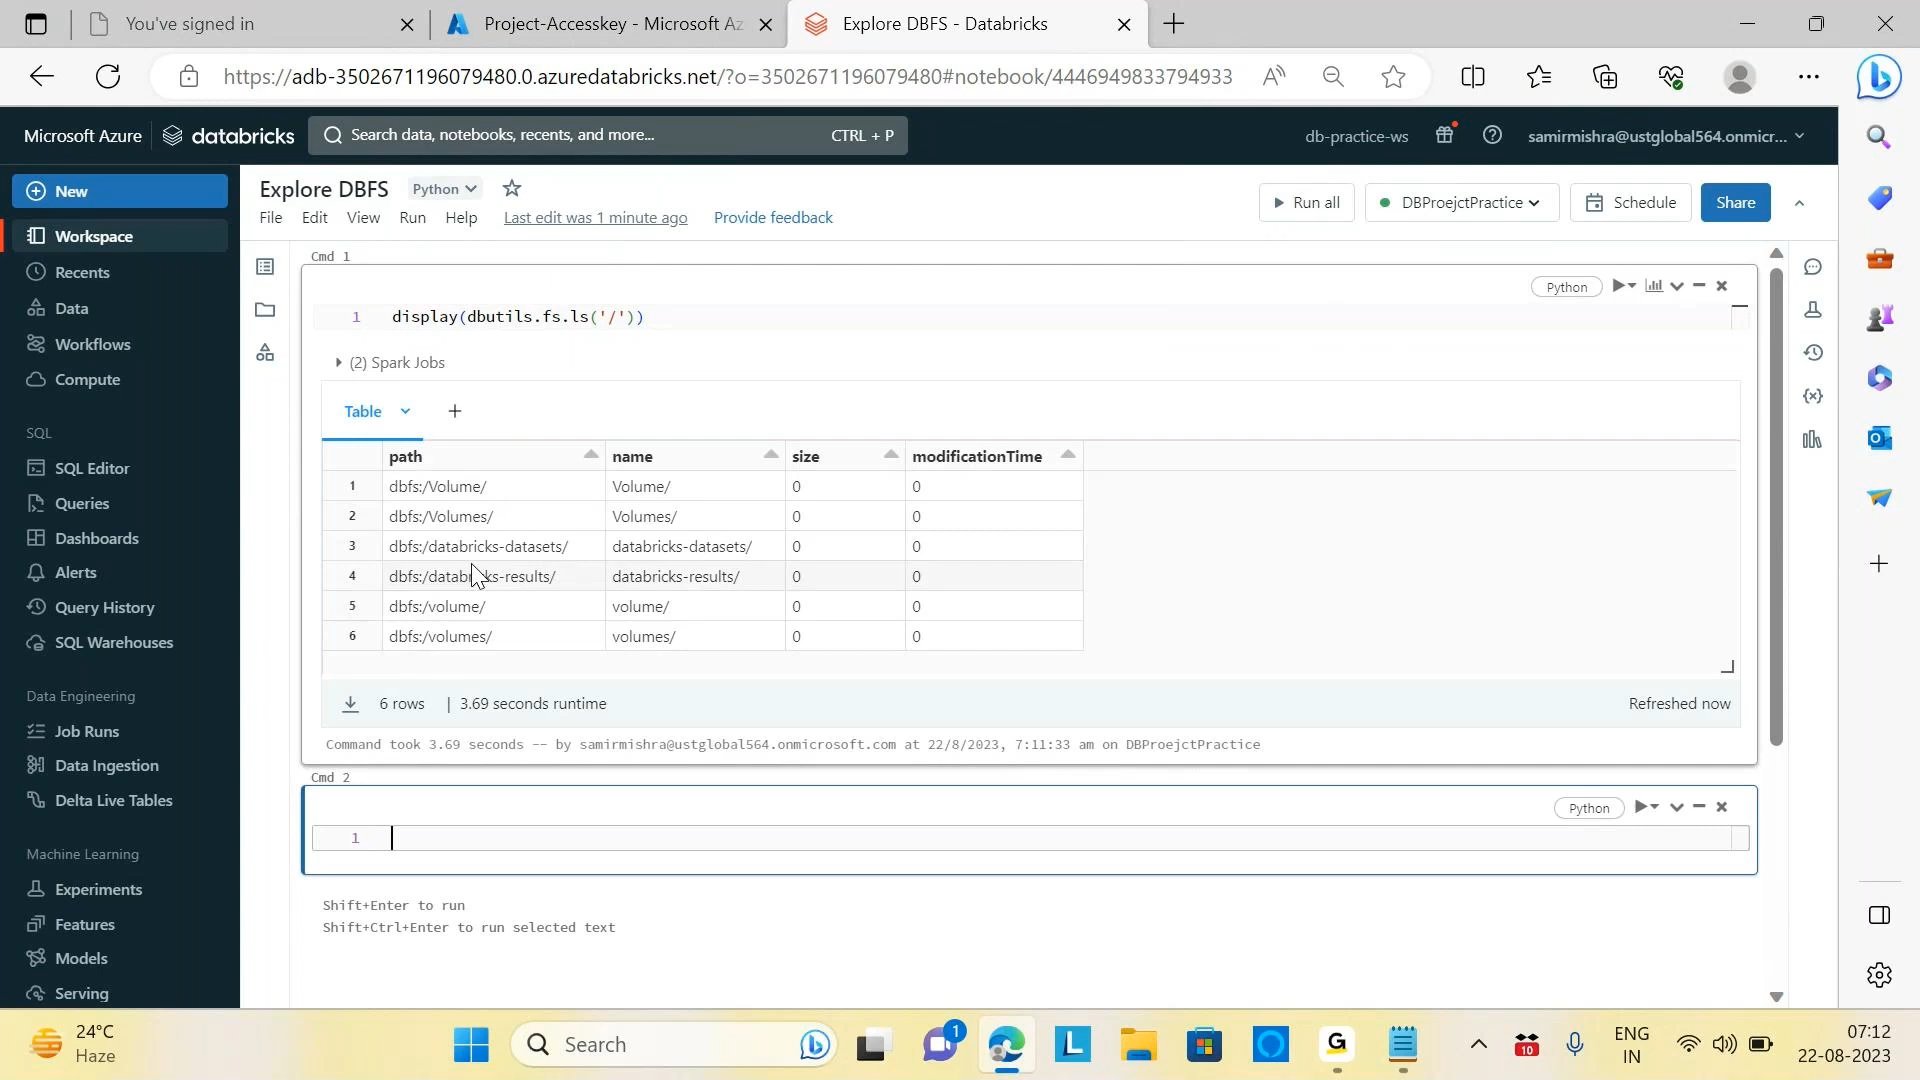 You've signed in
Project-Accesskey - Microsoft Az
Explore DBFS - Databricks
https://adb-3502671196079480.0.azuredatabricks.net/?o=3502671196079480#notebook/4446949833794933
Microsoft Azure
databricks
Search data, notebooks, recents, and more...
CTRL + P
db-practice-ws
samirmishra@ustglobal564.onmicr...
New
Workspace
Recents
Data
Workflows
Compute
SQL
SQL Editor
Queries
Dashboards
Alerts
Query History
SQL Warehouses
Data Engineering
Job Runs
Data Ingestion
Delta Live Tables
Machine Learning
Experiments
Features
Models
Serving
Explore DBFS
Python
File Edit View Run Help
Last edit was 1 minute ago
Provide feedback
Run all
DBProejctPractice
Schedule
Share
Cmd 1
Python
1 display(dbutils.fs.ls('/'))
(2) Spark Jobs
Table +
path name size modificationTime
1 dbfs:/Volume/ Volume/ 0 0
2 dbfs:/Volumes/ Volumes/ 0 0
3 dbfs:/databricks-datasets/ databricks-datasets/ 0 0
4 dbfs:/databricks-results/ databricks-results/ 0 0
5 dbfs:/volume/ volume/ 0 0
6 dbfs:/volumes/ volumes/ 0 0
6 rows | 3.69 seconds runtime
Refreshed now
Command took 3.69 seconds -- by samirmishra@ustglobal564.onmicrosoft.com at 22/8/2023, 7:11:33 am on DBProejctPractice
Cmd 2
Python
1
Shift+Enter to run
Shift+Ctrl+Enter to run selected text
24°C
Haze
Search
1
L
G
10
ENG
IN
07:12
22-08-2023